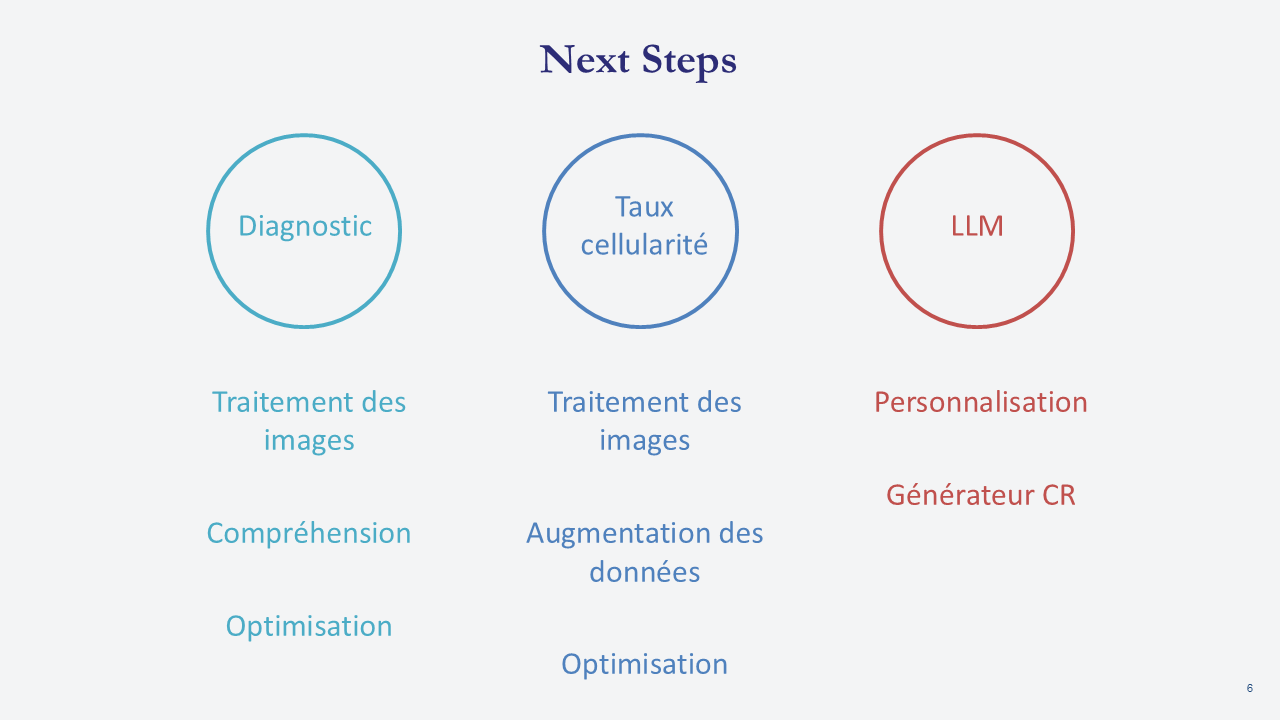 Next Steps
Diagnostic
Taux
cellularité
LLM
Traitement des
images
Compréhension
Optimisation
Traitement des
images
Augmentation des
données
Optimisation
Personnalisation
Générateur CR
6